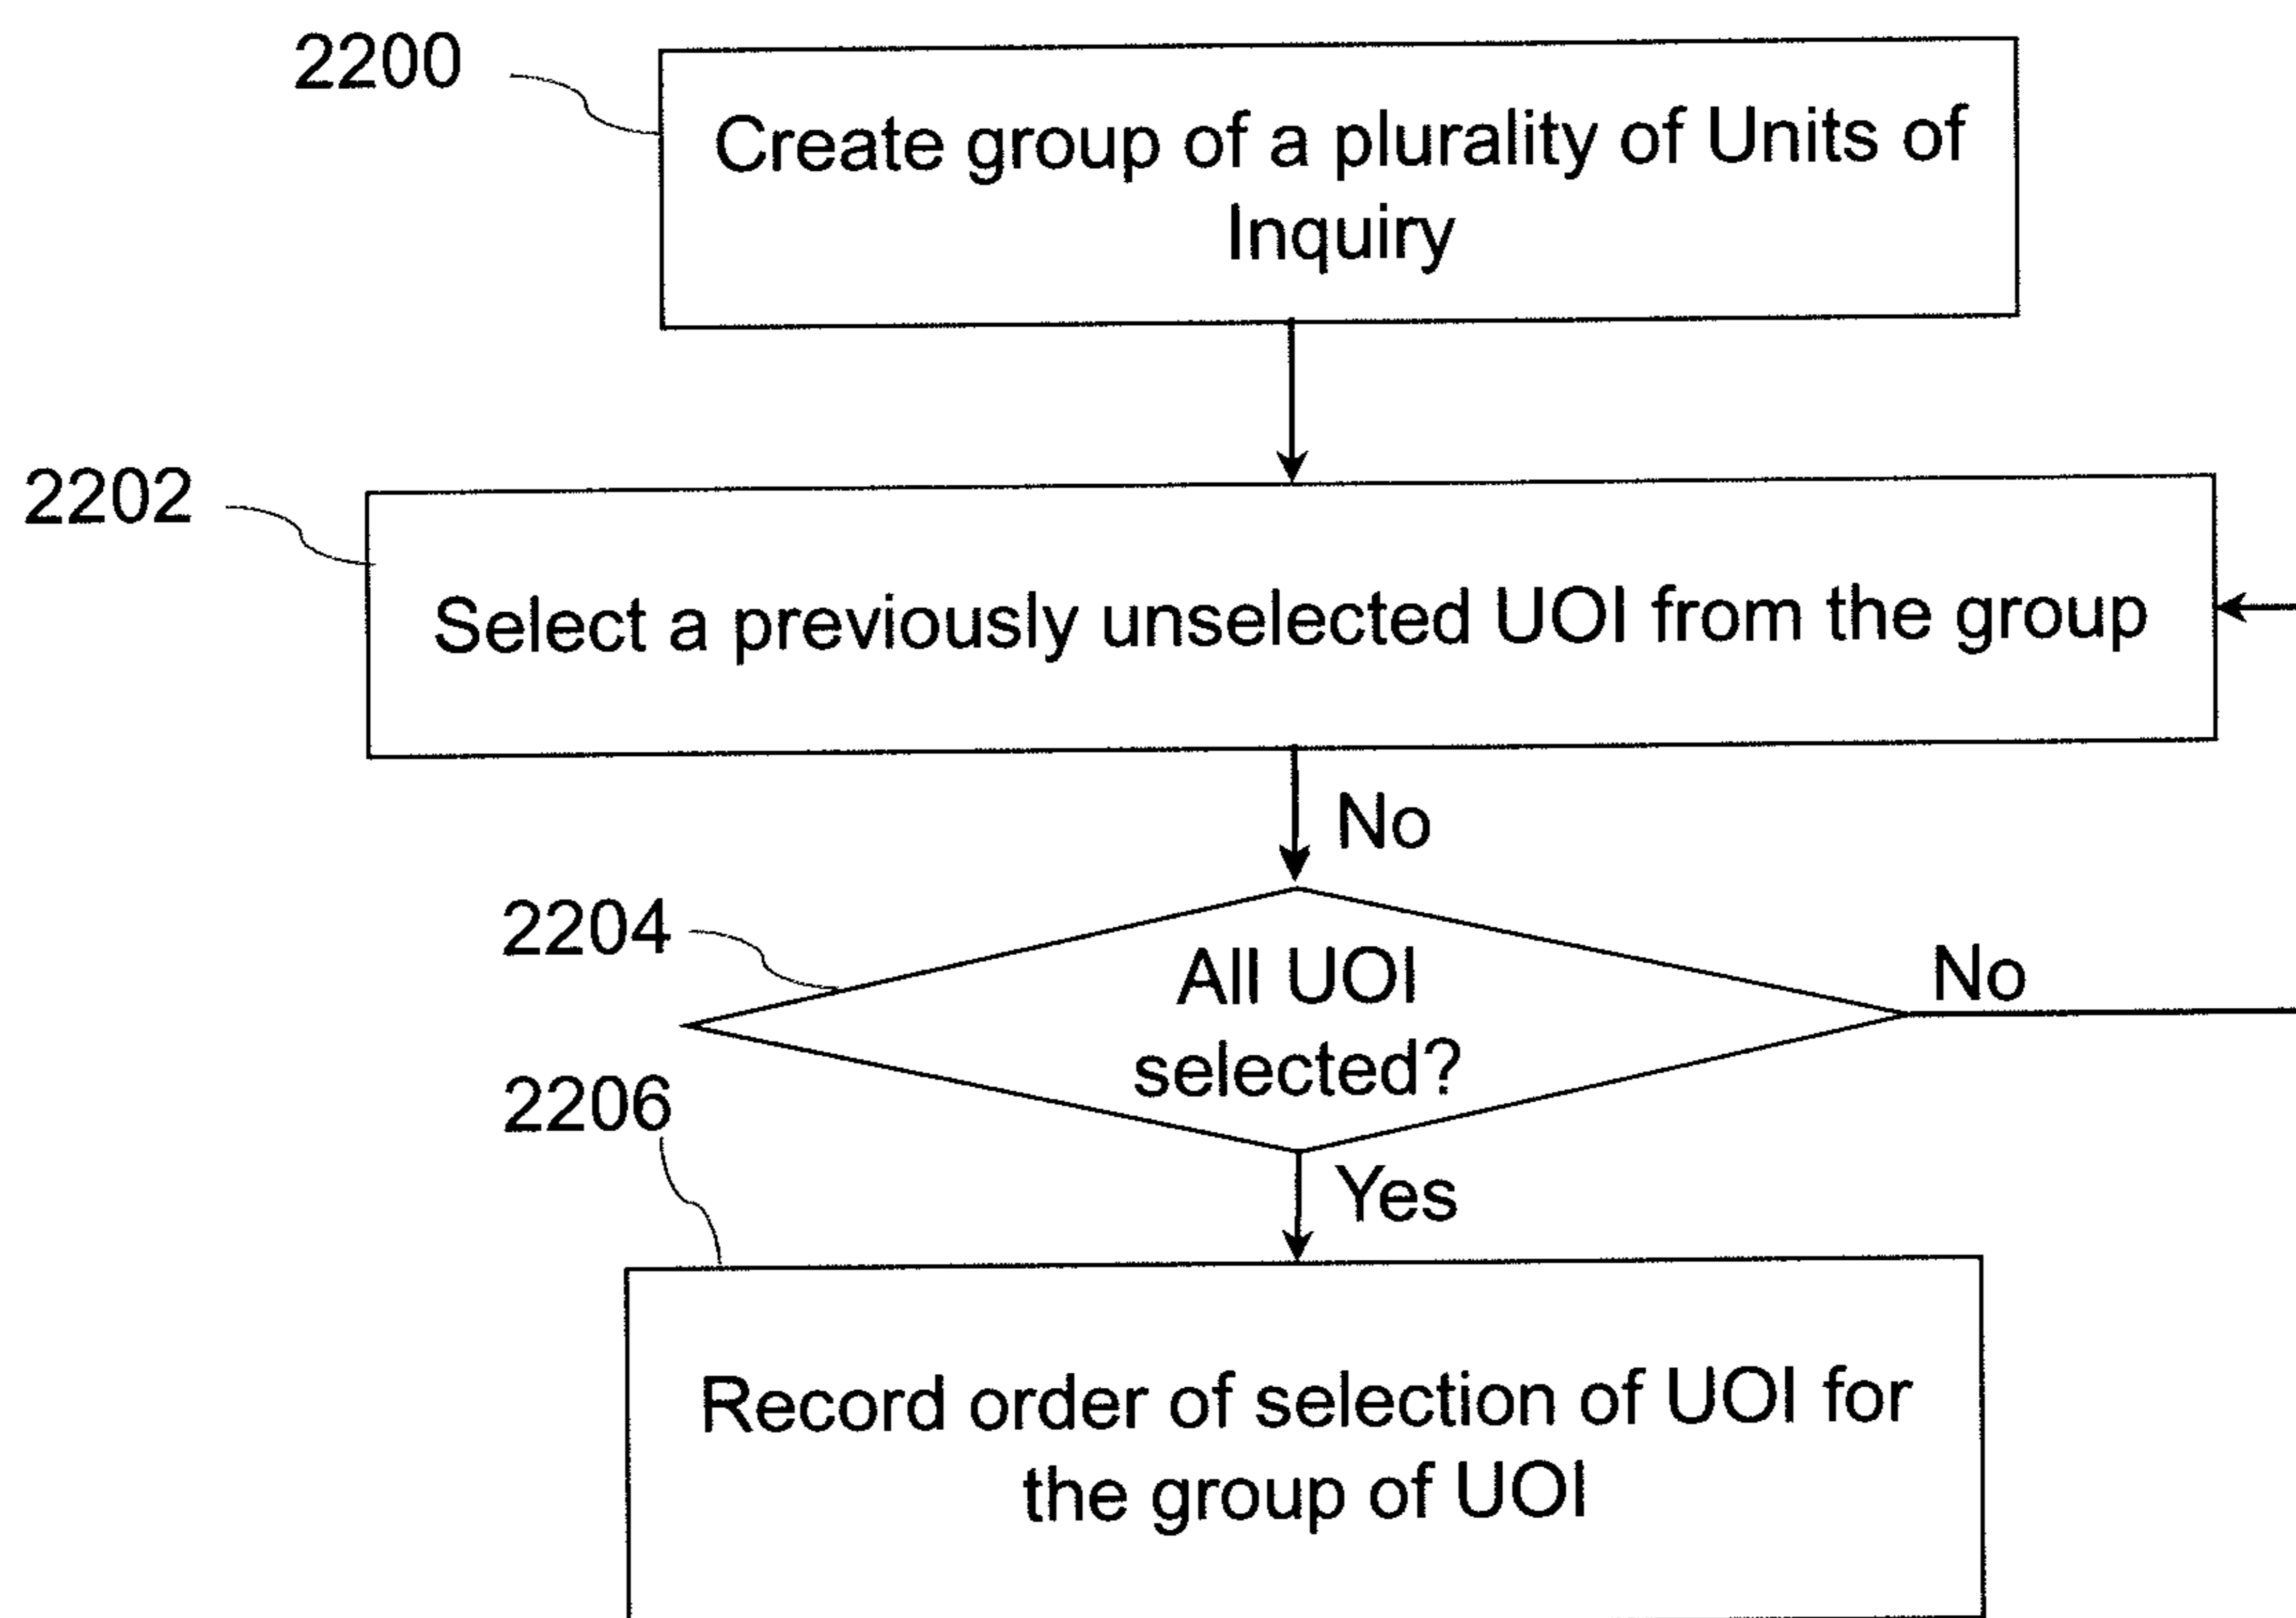 2200
Create group of a plurality of Units of
Inquiry
2202
Select a previously unselected UOI from the group
No
2204
All UOI
selected?
No
2206
Yes
Record order of selection of UOI for
the group of UOI